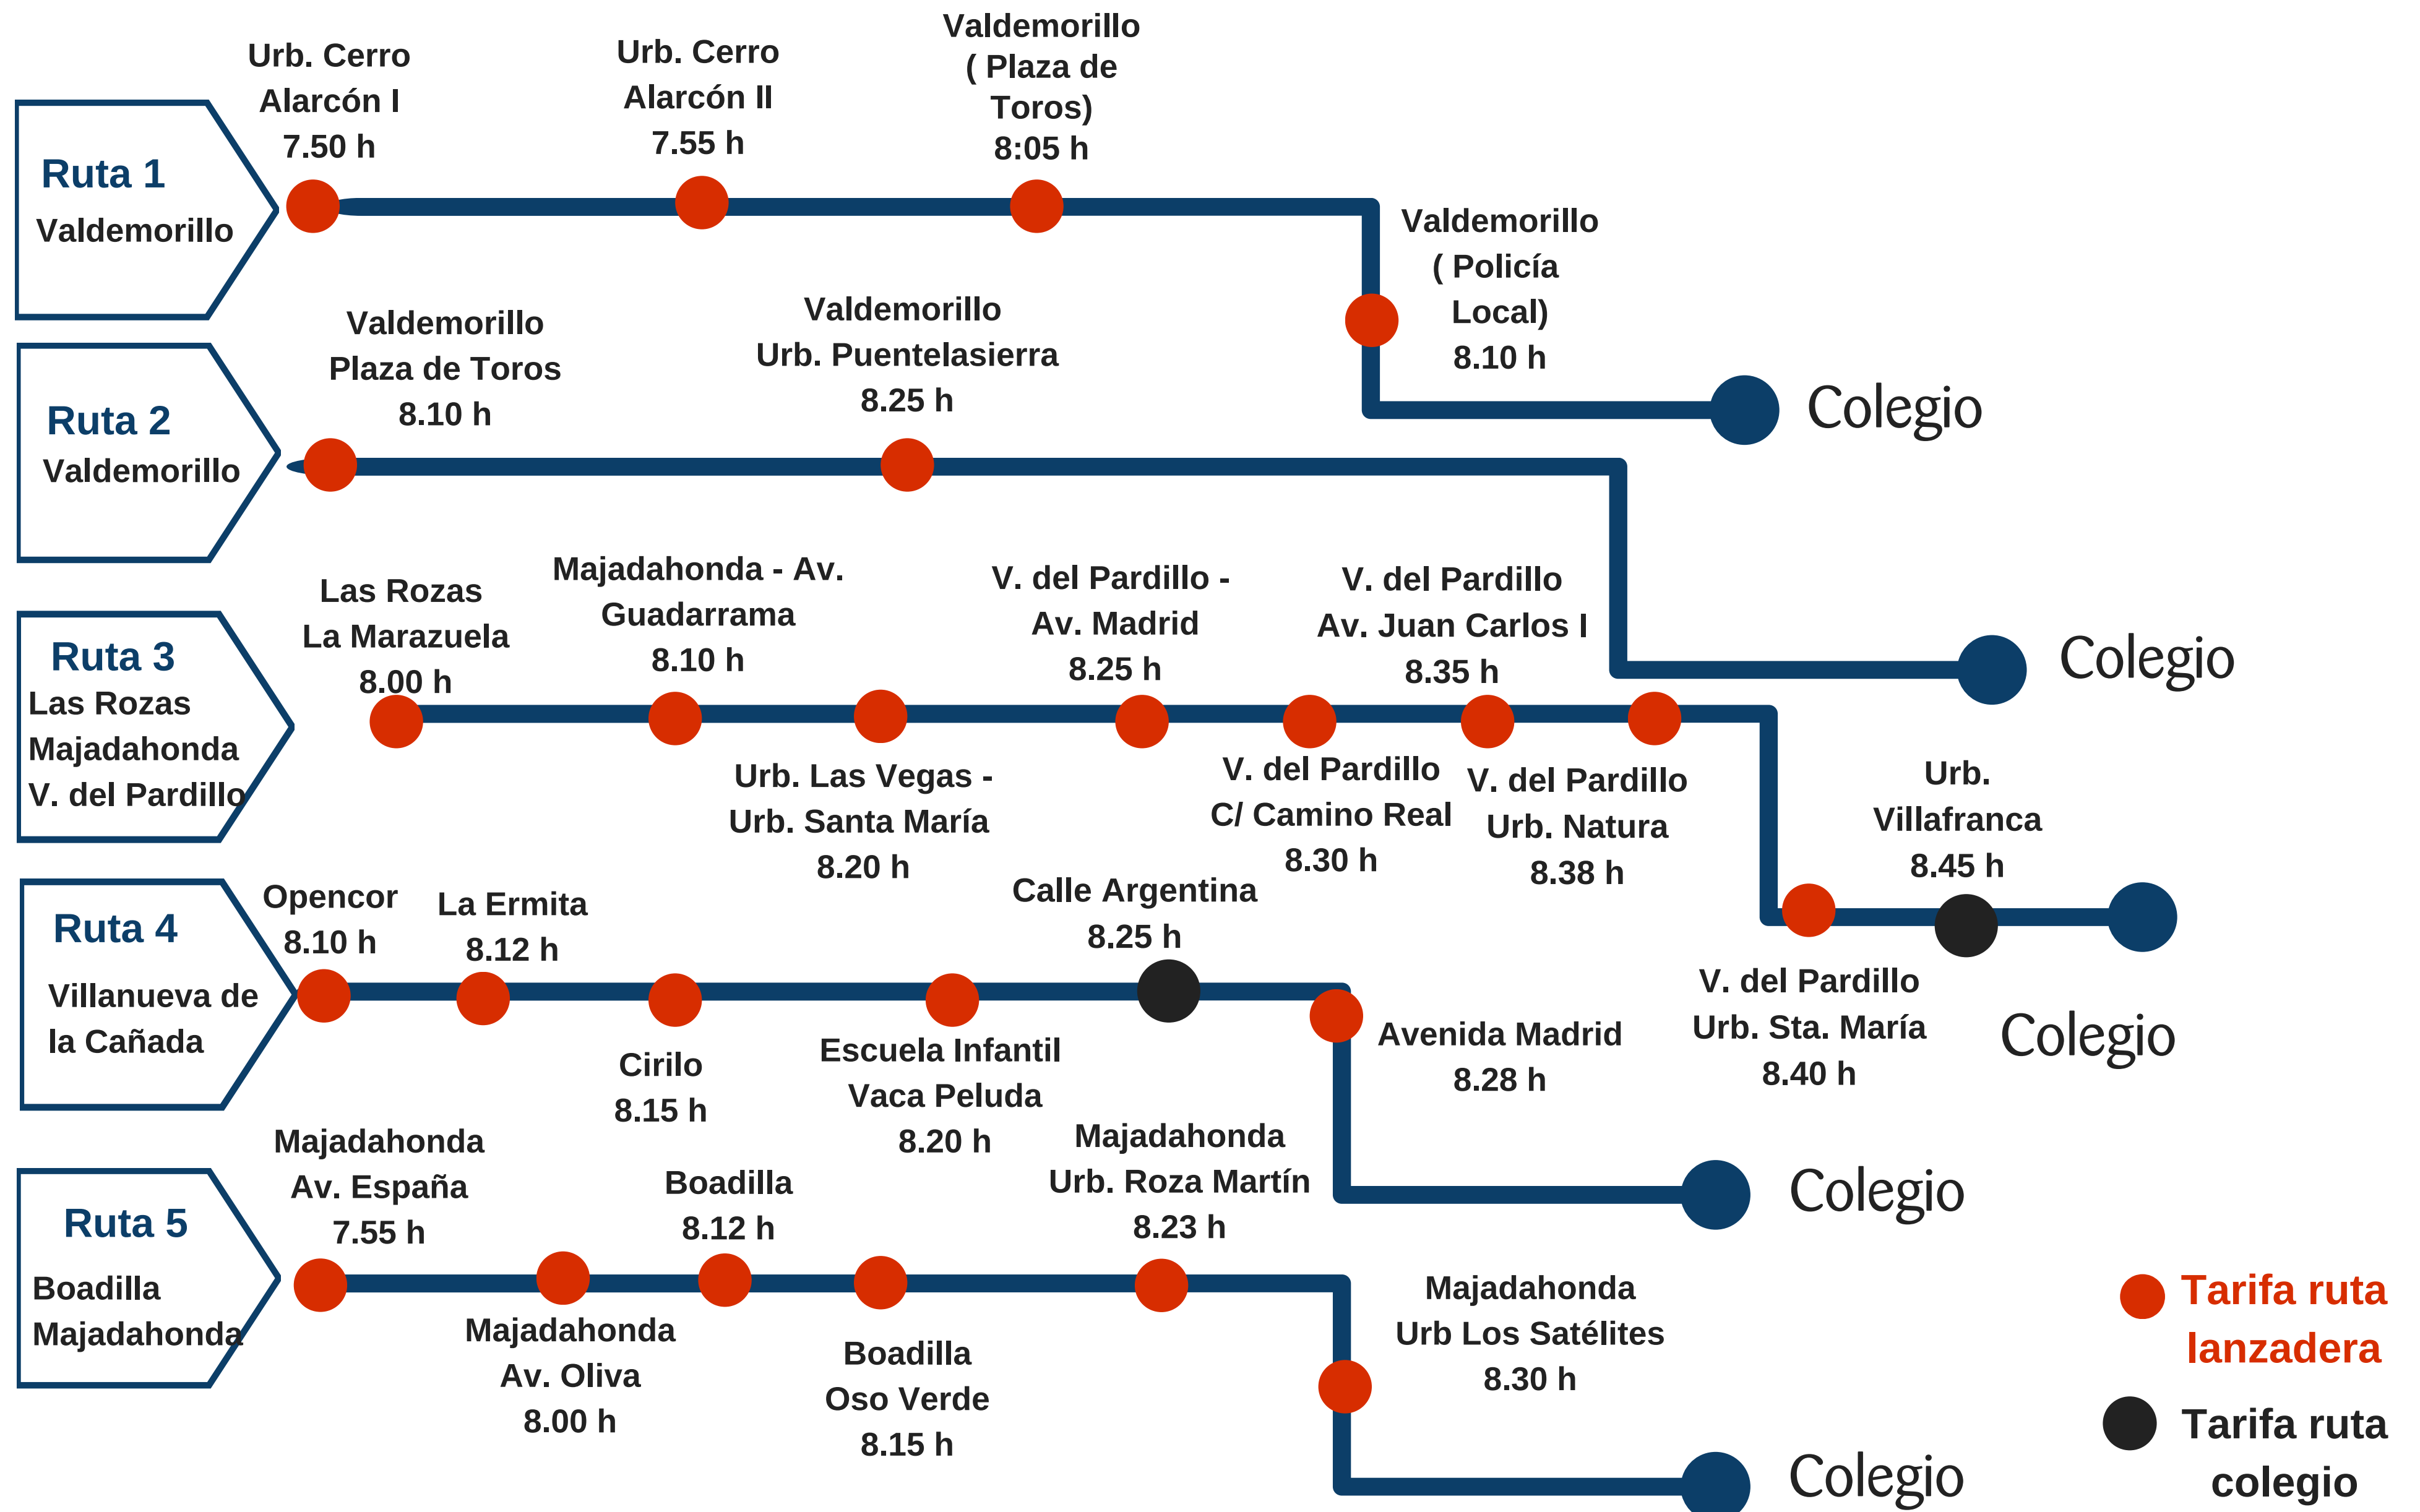 Urb. Cerro
Alarcón I
7.50 h
Urb. Cerro
Alarcón II
7.55 h
Valdemorillo
( Plaza de
Toros)
8:05 h
Ruta 1
Valdemorillo
Valdemorillo
( Policía
Local)
8.10 h
Colegio
Ruta 2
Valdemorillo
Valdemorillo
Plaza de Toros
8.10 h
Valdemorillo
Urb. Puentelasierra
8.25 h
Colegio
Ruta 3
Las Rozas
Majadahonda
V. del Pardillo
Las Rozas
La Marazuela
8.00 h
Majadahonda - Av.
Guadarrama
8.10 h
Urb. Las Vegas -
Urb. Santa María
8.20 h
V. del Pardillo -
Av. Madrid
8.25 h
V. del Pardillo
C/ Camino Real
8.30 h
V. del Pardillo
Av. Juan Carlos I
8.35 h
V. del Pardillo
Urb. Natura
8.38 h
V. del Pardillo
Urb. Sta. María
8.40 h
Urb.
Villafranca
8.45 h
Colegio
Ruta 4
Villanueva de
la Cañada
Opencor
8.10 h
La Ermita
8.12 h
Cirilo
8.15 h
Escuela Infantil
Vaca Peluda
8.20 h
Calle Argentina
8.25 h
Avenida Madrid
8.28 h
Colegio
Ruta 5
Boadilla
Majadahonda
Majadahonda
Av. España
7.55 h
Majadahonda
Av. Oliva
8.00 h
Boadilla
8.12 h
Boadilla
Oso Verde
8.15 h
Majadahonda
Urb. Roza Martín
8.23 h
Majadahonda
Urb Los Satélites
8.30 h
Colegio
Tarifa ruta
lanzadera
Tarifa ruta
colegio